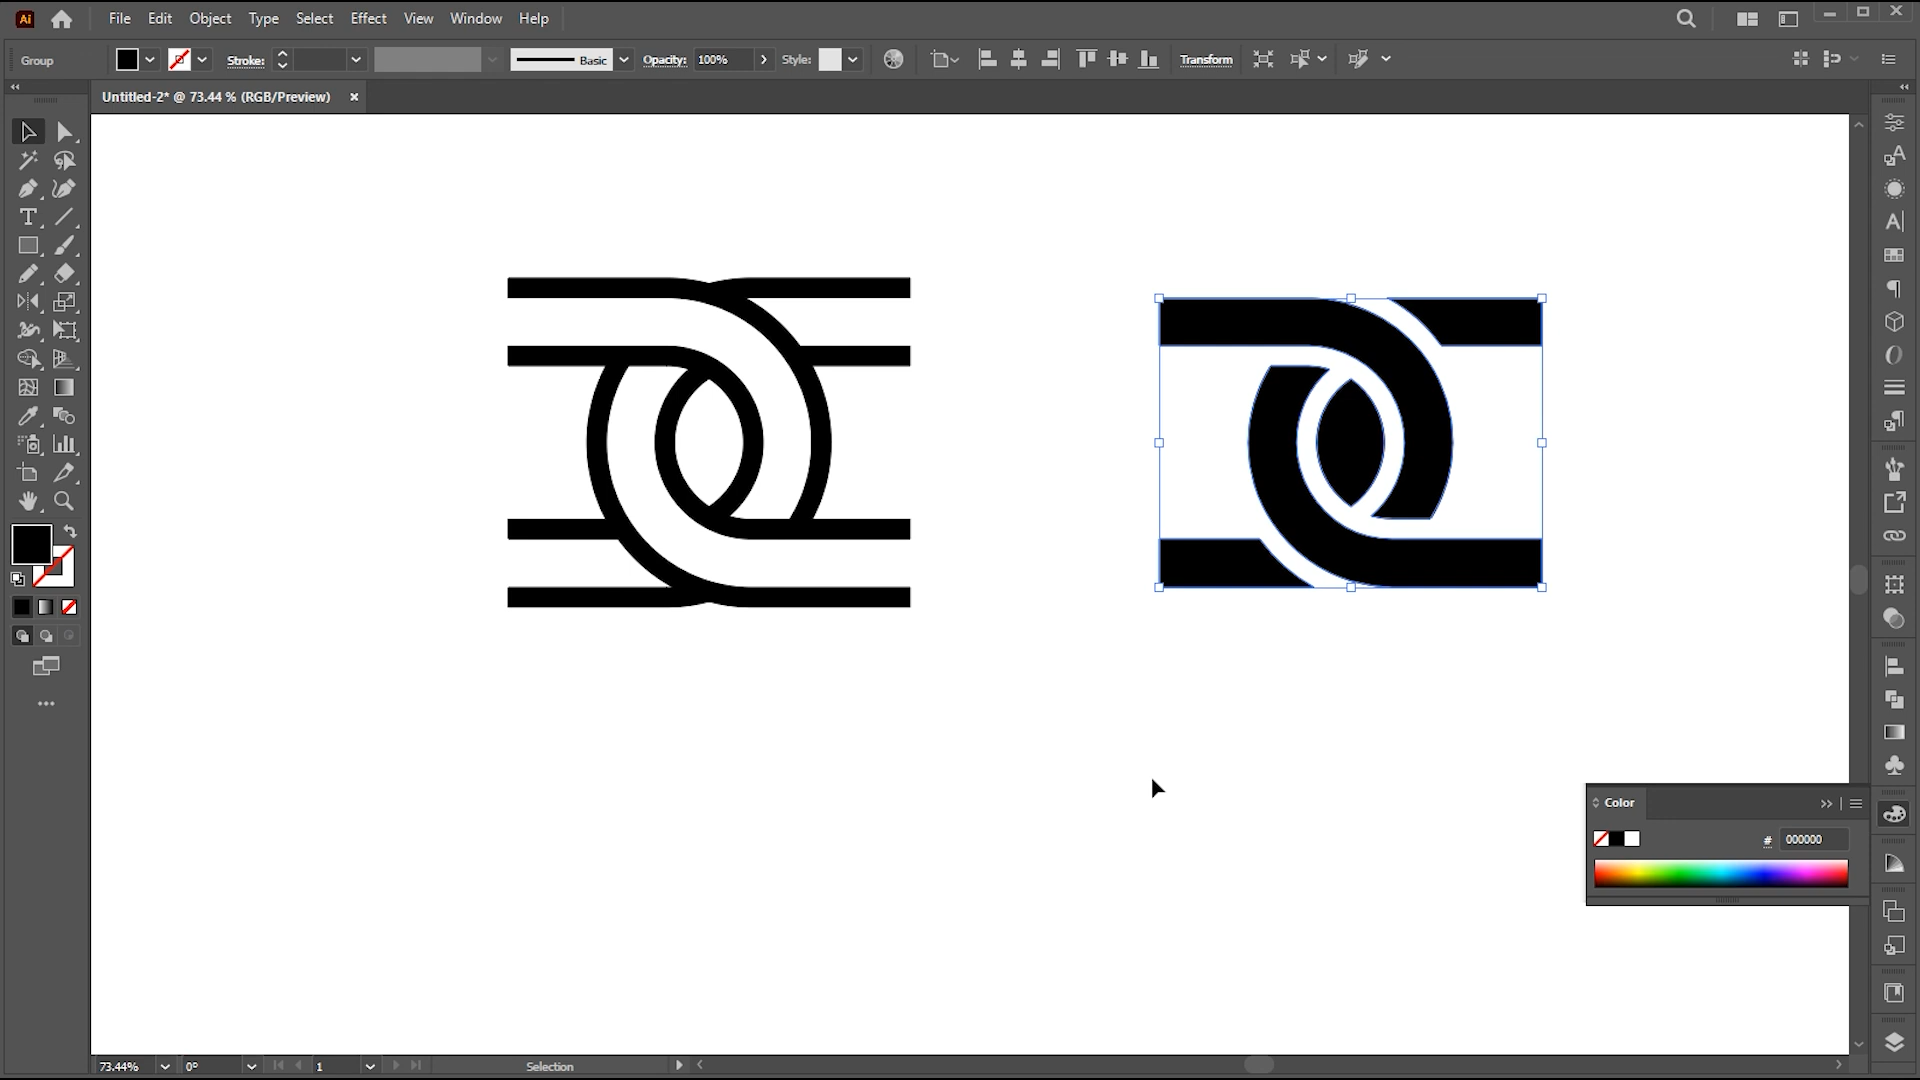 Ai File Edit Object Type Select Effect View Window Help
Group Stroke: Basic Opacity: 100% Style: Transform
Untitled-2* @ 73.44 % (RGB/Preview)
Color
# 000000
73.44% 0° 1 Selection